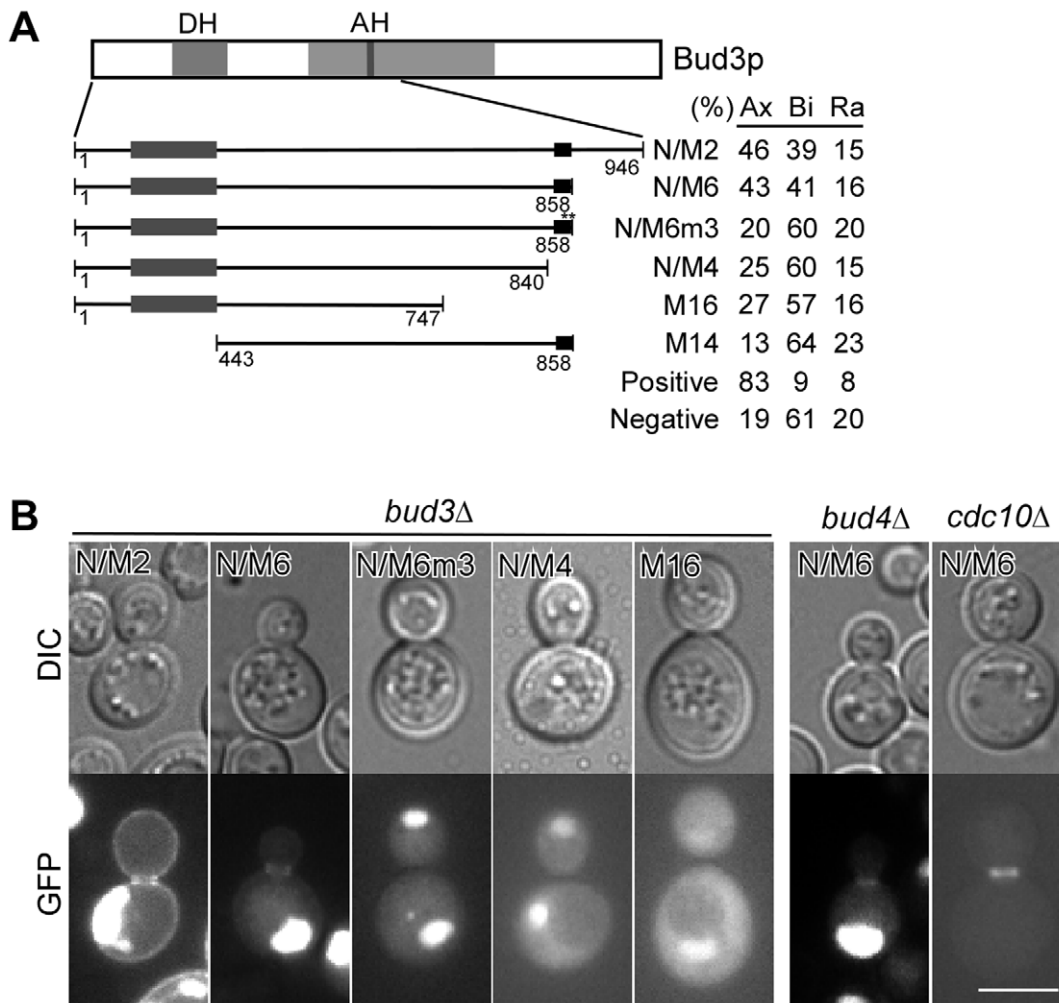 A
DH AH
Bud3p
(%) Ax Bi Ra
1 946 N/M2 46 39 15
1 858 N/M6 43 41 16
**
1 858 N/M6m3 20 60 20
1 840 N/M4 25 60 15
1 747 M16 27 57 16
443 858 M14 13 64 23
Positive 83 9 8
Negative 19 61 20
B
bud3Δ bud4Δ cdc10Δ
N/M2 N/M6 N/M6m3 N/M4 M16 N/M6 N/M6
DIC
GFP